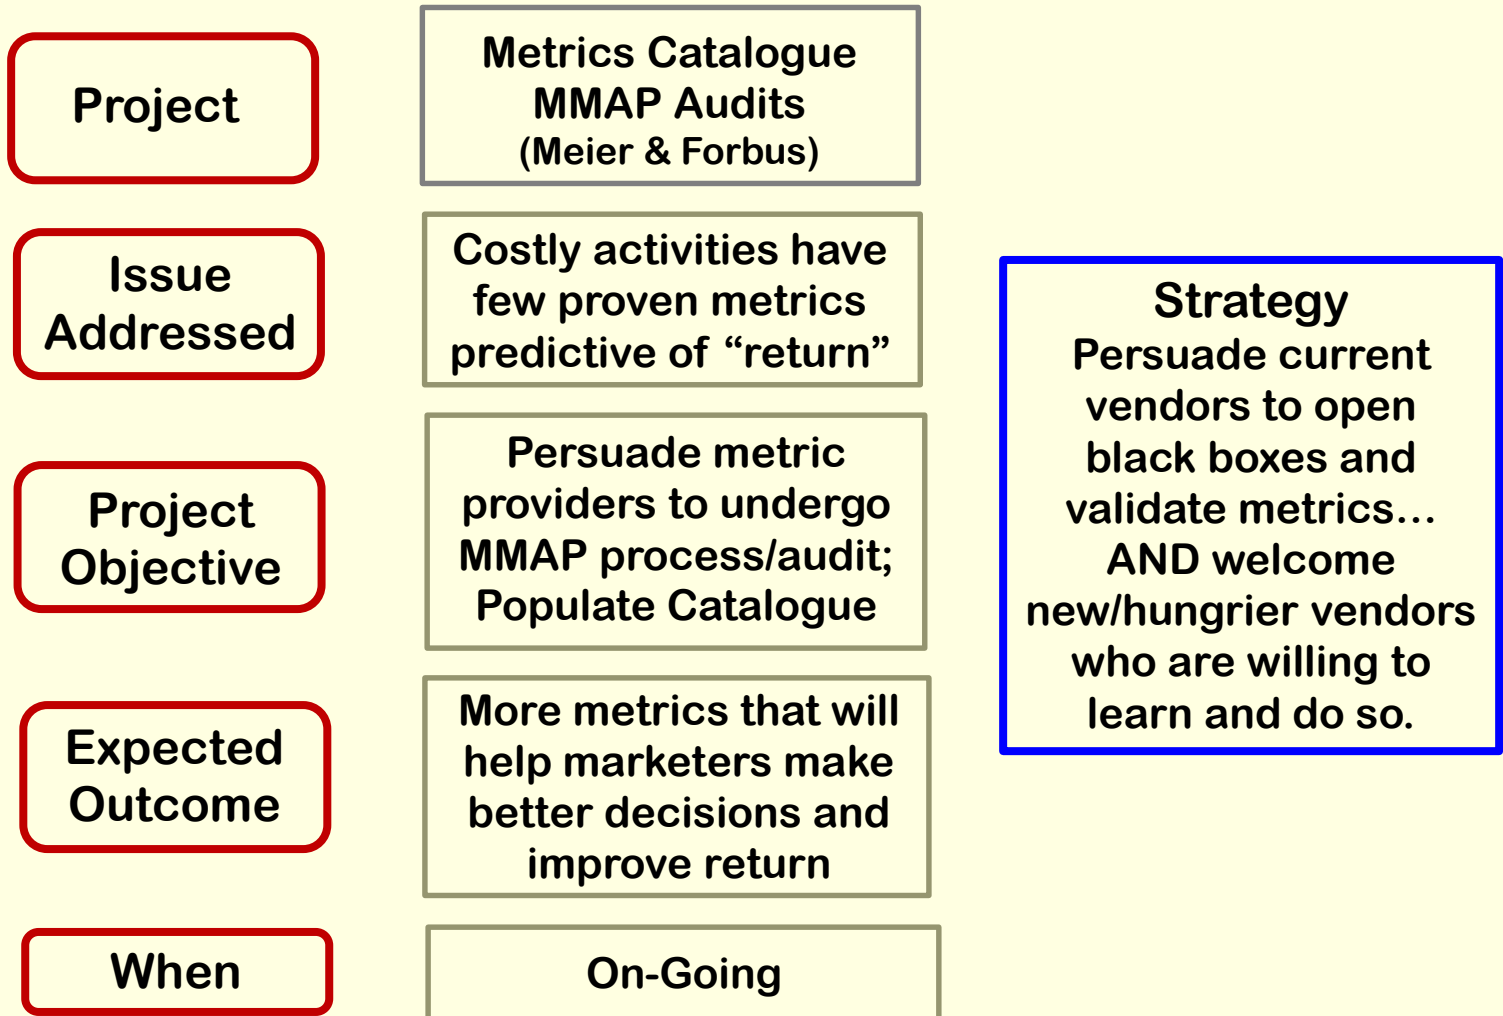 Project
Metrics Catalogue
MMAP Audits
(Meier & Forbus)
Issue
Addressed
Costly activities have
few proven metrics
predictive of “return”
Project
Objective
Persuade metric
providers to undergo
MMAP process/audit;
Populate Catalogue
Expected
Outcome
More metrics that will
help marketers make
better decisions and
improve return
When
On-Going
Strategy
Persuade current
vendors to open
black boxes and
validate metrics…
AND welcome
new/hungrier vendors
who are willing to
learn and do so.